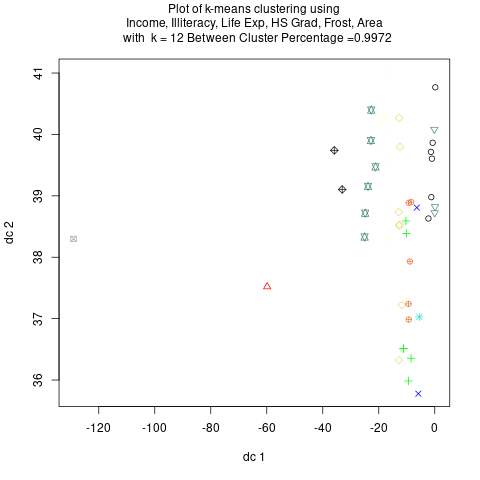 Plot of k-means clustering using
Income, Illiteracy, Life Exp, HS Grad, Frost, Area
with k = 12 Between Cluster Percentage =0.9972
41
40
39
38
37
36
dc 2
-120
-100
-80
-60
-40
-20
0
dc 1